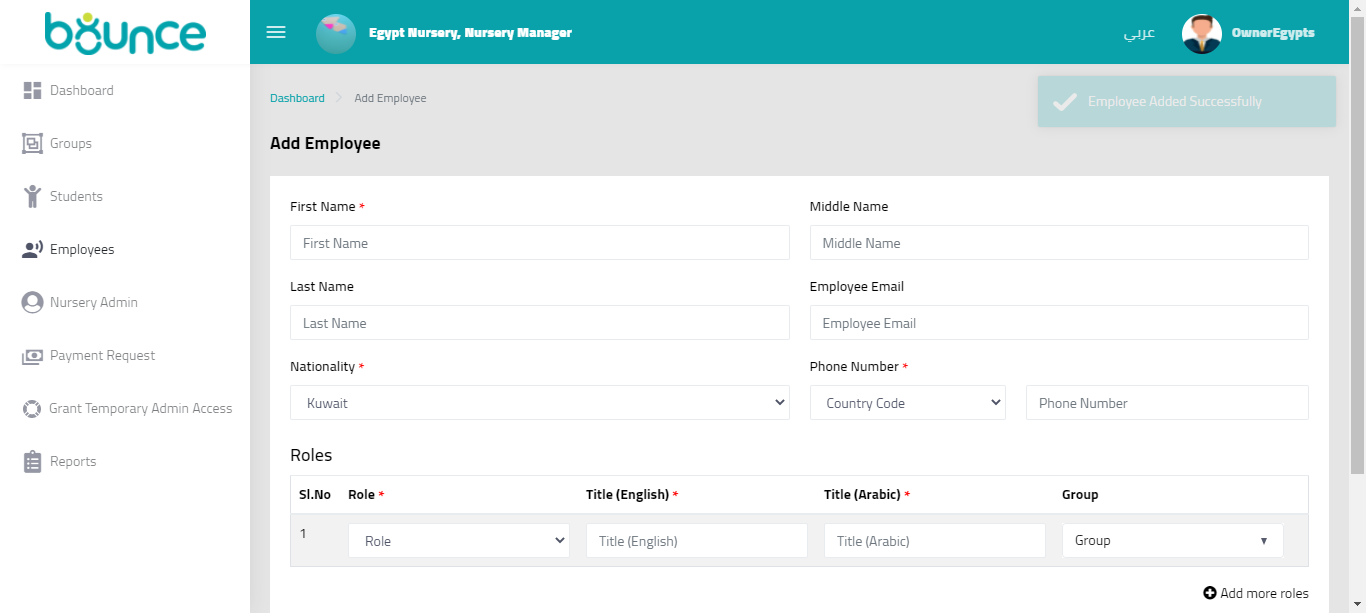 bounce
Egypt Nursery, Nursery Manager
عربي
OwnerEgypts
Dashboard
Groups
Students
Employees
Nursery Admin
Payment Request
Grant Temporary Admin Access
Reports
Dashboard > Add Employee
Employee Added Successfully
Add Employee
First Name * Middle Name
First Name Middle Name
Last Name Employee Email
Last Name Employee Email
Nationality * Phone Number *
Kuwait Country Code Phone Number
Roles
Sl.No Role * Title (English) * Title (Arabic) * Group
1 Role Title (English) Title (Arabic) Group
Add more roles